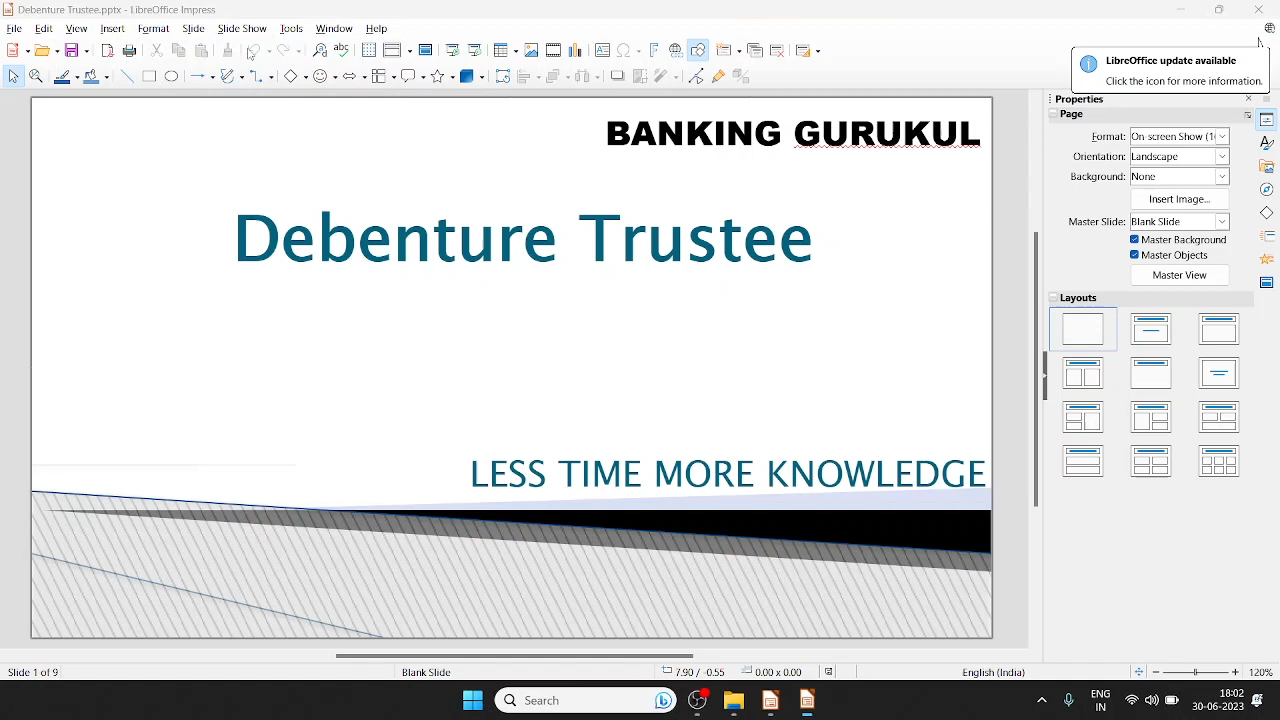 Debenture Trustee.pptx - LibreOffice Impress
File Edit View Insert Format Slide Slide Show Tools Window Help
LibreOffice update available
Click the icon for more information.
Properties
Page
Format: On-screen Show (1
Orientation: Landscape
Background: None
Insert Image...
Master Slide: Blank Slide
Master Background
Master Objects
Master View
Layouts
BANKING GURUKUL
Debenture Trustee
LESS TIME MORE KNOWLEDGE
Slide 1 of 9 Blank Slide 7.90 / -0.55 0.00 x 0.00 English (India) 120%
Search
ENG
IN
18:02
30-06-2023